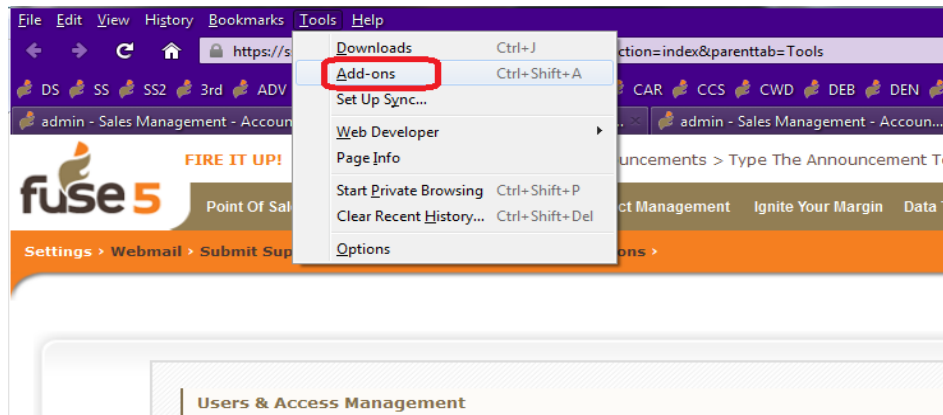 File Edit View History Bookmarks Tools Help
https://s ction=index&parenttab=Tools
Downloads Ctrl+J
Add-ons Ctrl+Shift+A
Set Up Sync...
Web Developer
Page Info
Start Private Browsing Ctrl+Shift+P
Clear Recent History... Ctrl+Shift+Del
Options
DS SS SS2 3rd ADV CAR CCS CWD DEB DEN
admin - Sales Management - Accoun ... admin - Sales Management - Accoun...
fuse5
FIRE IT UP! uncements > Type The Announcement T
Point Of Sal ct Management Ignite Your Margin Data
Settings > Webmail > Submit Sup ons >
Users & Access Management